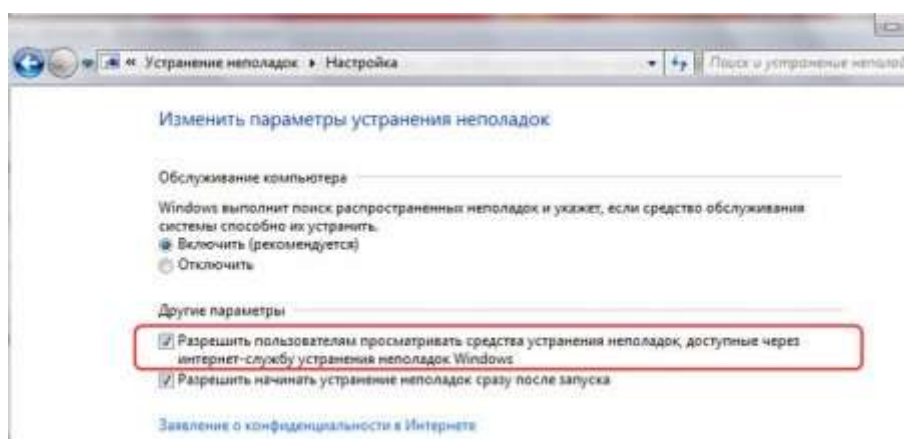 « Устранение неполадок ▸ Настройка
Поиск и устранение неполад
Изменить параметры устранения неполадок
Обслуживание компьютера
Windows выполнит поиск распространенных неполадок и укажет, если средство обслуживания
системы способно их устранить.
Включить (рекомендуется)
Отключить
Другие параметры
Разрешить пользователям просматривать средства устранения неполадок, доступные через
интернет-службу устранения неполадок Windows
Разрешить начинать устранение неполадок сразу после запуска
Заявление о конфиденциальности в Интернете